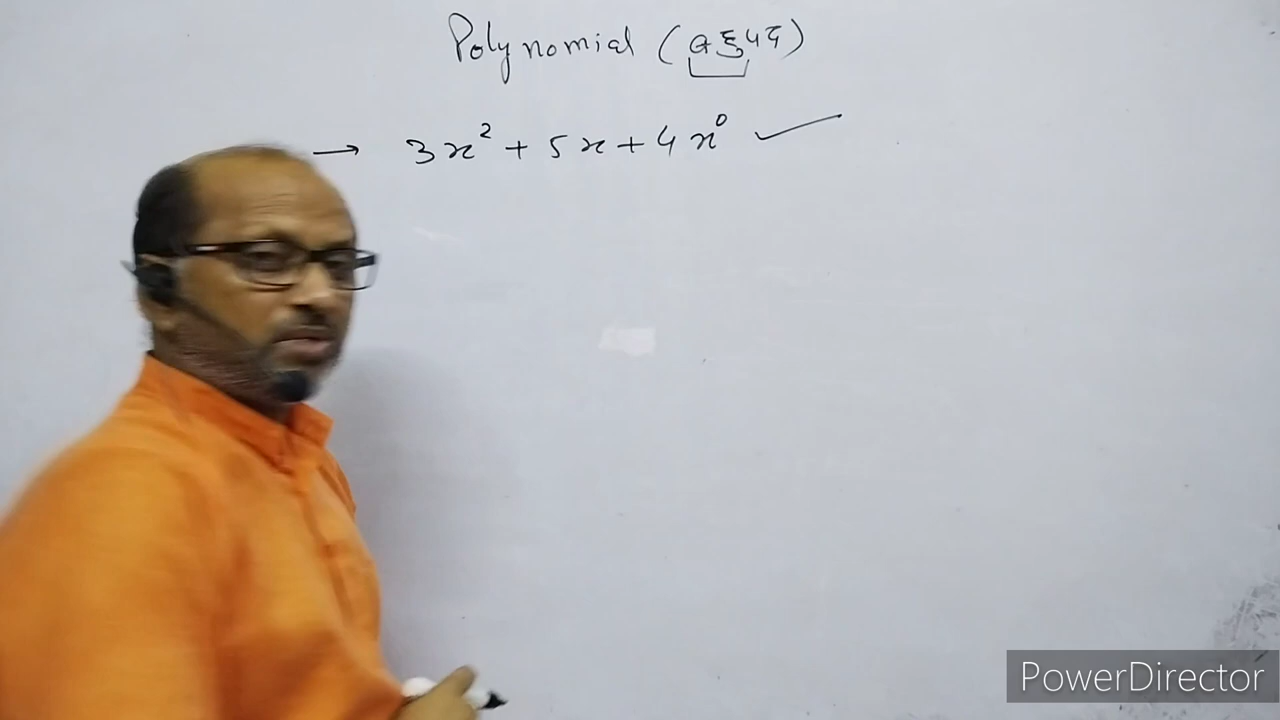 Polynomial (बहुपद)
→ 3x² + 5x + 4x⁰ ✓
PowerDirector